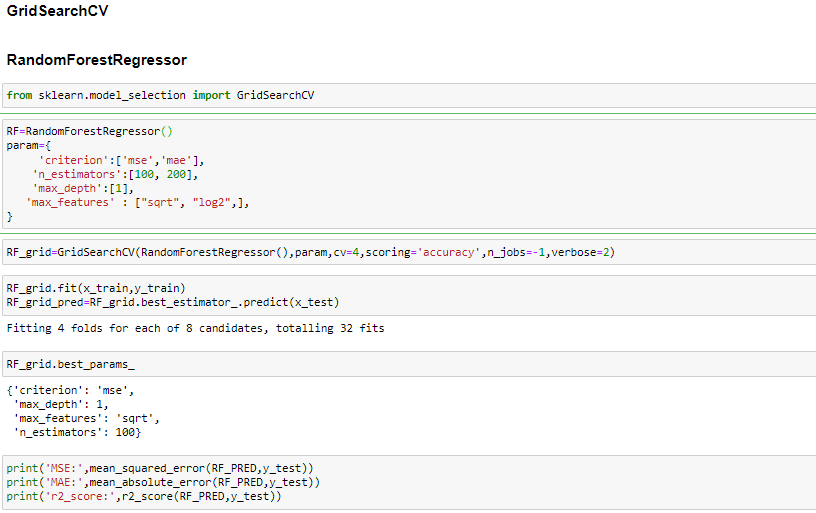 GridSearchCV
RandomForestRegressor
from sklearn.model_selection import GridSearchCV
RF=RandomForestRegressor()
param={
'criterion':['mse','mae'],
'n_estimators':[100, 200],
'max_depth':[1],
'max_features' : ["sqrt", "log2",],
}
RF_grid=GridSearchCV(RandomForestRegressor(),param,cv=4,scoring='accuracy',n_jobs=-1,verbose=2)
RF_grid.fit(x_train,y_train)
RF_grid_pred=RF_grid.best_estimator_.predict(x_test)
Fitting 4 folds for each of 8 candidates, totalling 32 fits
RF_grid.best_params_
{'criterion': 'mse',
'max_depth': 1,
'max_features': 'sqrt',
'n_estimators': 100}
print('MSE:',mean_squared_error(RF_PRED,y_test))
print('MAE:',mean_absolute_error(RF_PRED,y_test))
print('r2_score:',r2_score(RF_PRED,y_test))